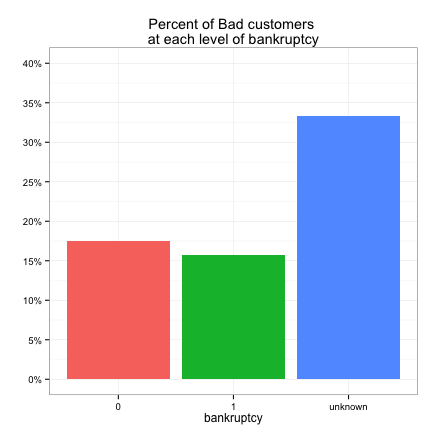 Percent of Bad customers
at each level of bankruptcy
40%
35%
30%
25%
20%
15%
10%
5%
0%
0 1 unknown
bankruptcy